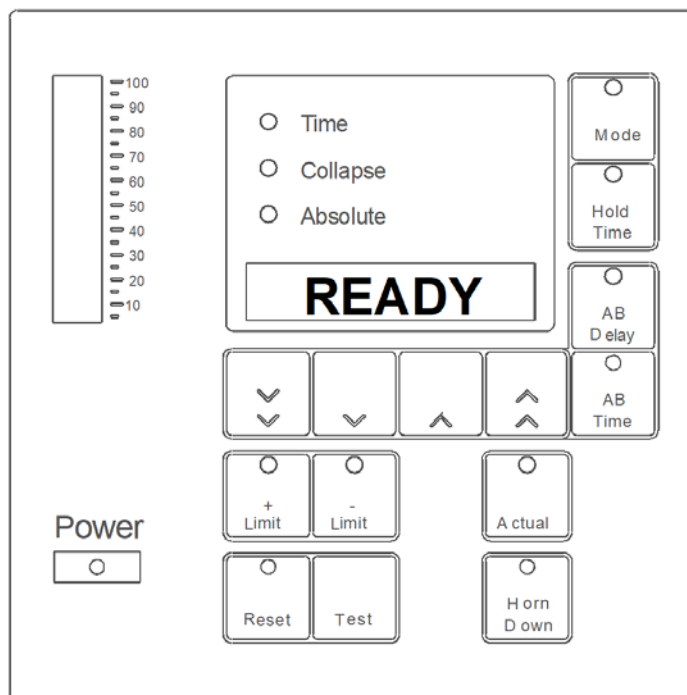 100
90
80
70
60
50
40
30
20
10
Time
Collapse
Absolute
READY
Mode
Hold
Time
AB
Delay
AB
Time
+
Limit
-
Limit
Actual
Power
Reset
Test
Horn
Down